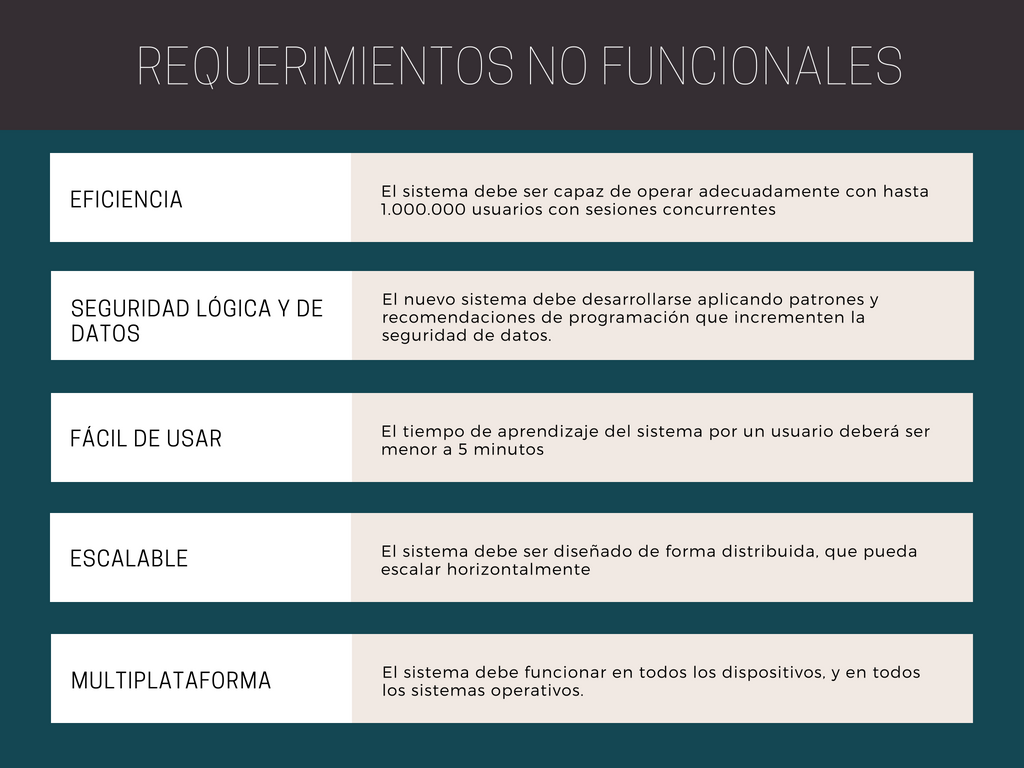 REQUERIMIENTOS NO FUNCIONALES
EFICIENCIA
El sistema debe ser capaz de operar adecuadamente con hasta
1.000.000 usuarios con sesiones concurrentes
SEGURIDAD LÓGICA Y DE
DATOS
El nuevo sistema debe desarrollarse aplicando patrones y
recomendaciones de programación que incrementen la
seguridad de datos.
FÁCIL DE USAR
El tiempo de aprendizaje del sistema por un usuario deberá ser
menor a 5 minutos
ESCALABLE
El sistema debe ser diseñado de forma distribuida, que pueda
escalar horizontalmente
MULTIPLATAFORMA
El sistema debe funcionar en todos los dispositivos, y en todos
los sistemas operativos.